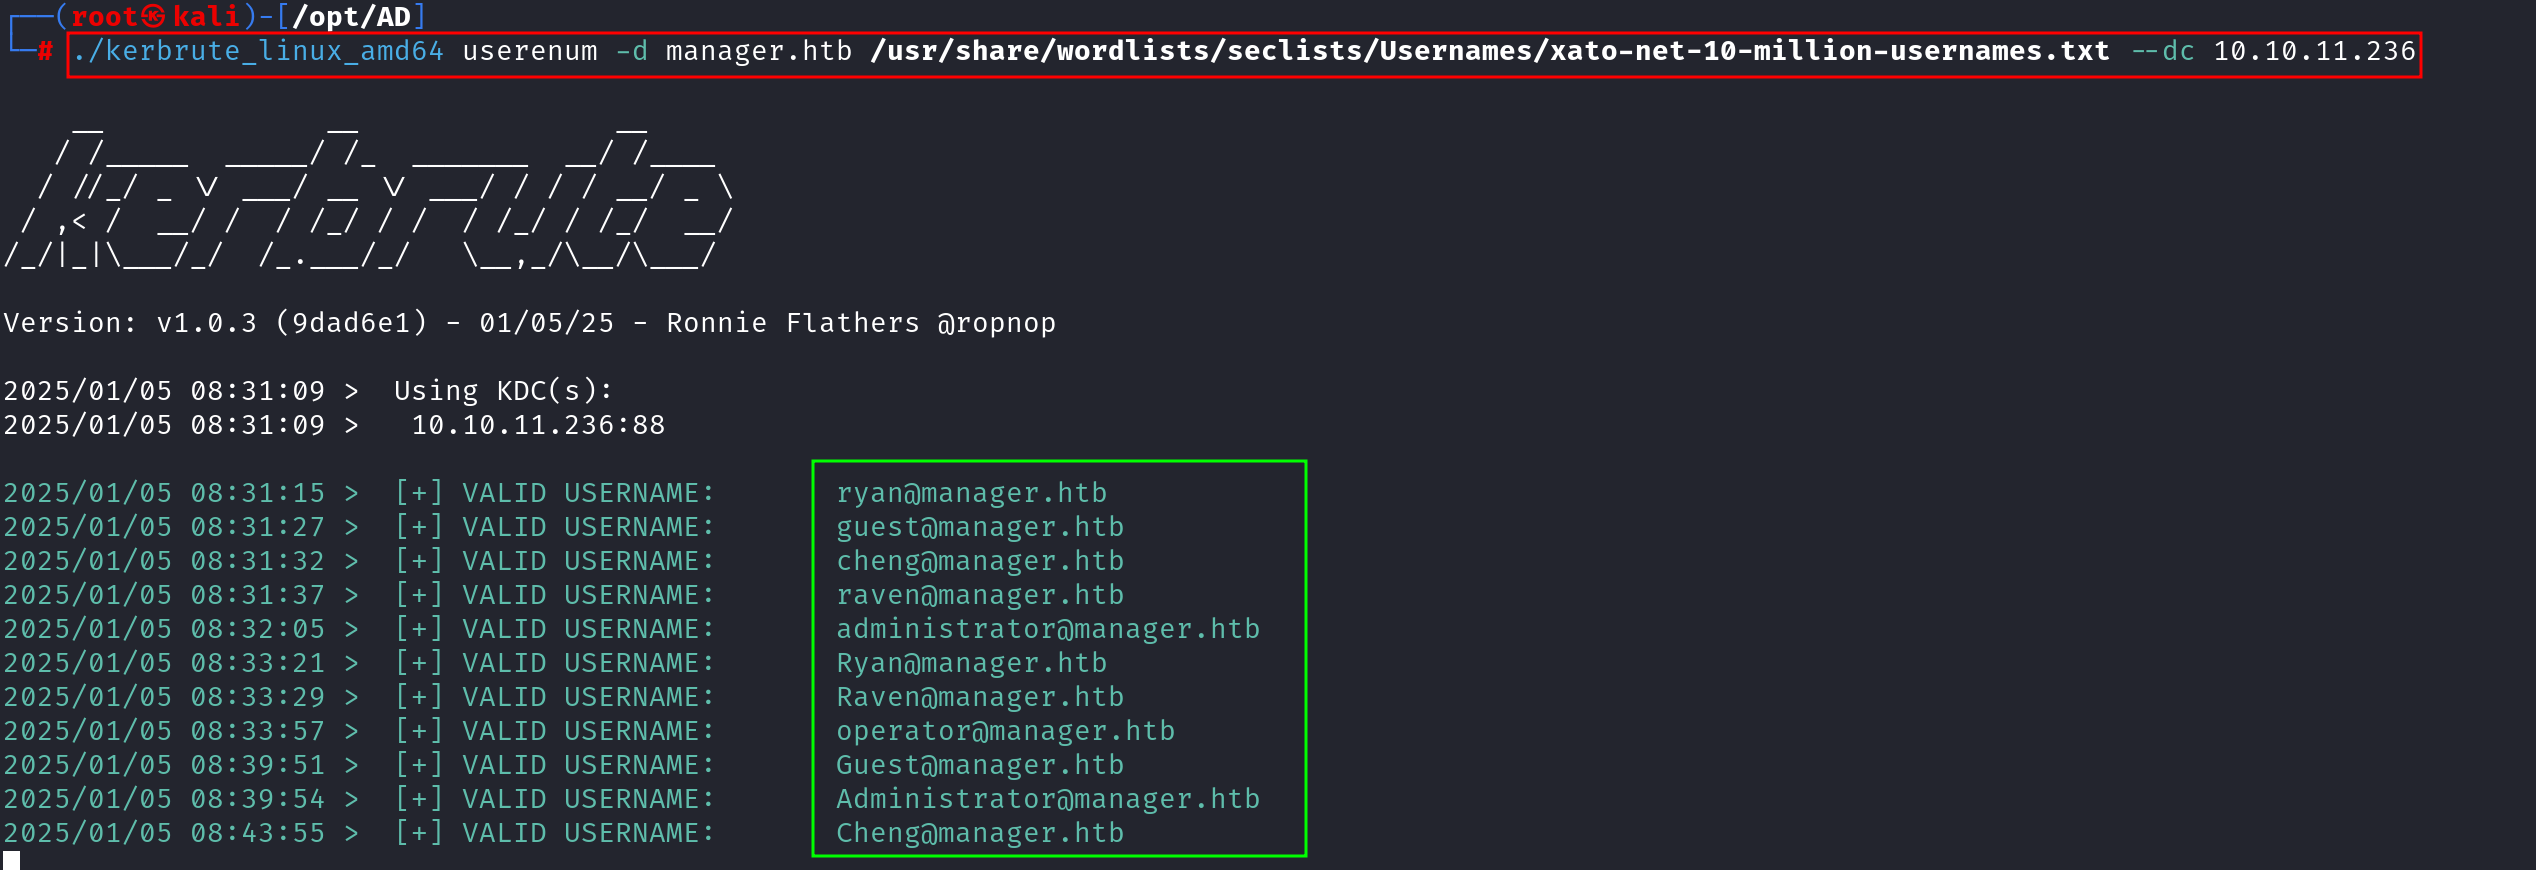 ┌──(root㉿kali)-[/opt/AD]
└─# ./kerbrute_linux_amd64 userenum -d manager.htb /usr/share/wordlists/seclists/Usernames/xato-net-10-million-usernames.txt --dc 10.10.11.236
    __             __               __
   / /_____  _____/ /_  _______  __/ /____
  / //_/ _ \/ ___/ __ \/ ___/ / / / __/ _ \
 / ,< /  __/ /  / /_/ / /  / /_/ / /_/  __/
/_/|_|\___/_/  /_.___/_/   \__,_/\__/\___/
Version: v1.0.3 (9dad6e1) - 01/05/25 - Ronnie Flathers @ropnop
2025/01/05 08:31:09 >  Using KDC(s):
2025/01/05 08:31:09 >   10.10.11.236:88
2025/01/05 08:31:15 >  [+] VALID USERNAME:       ryan@manager.htb
2025/01/05 08:31:27 >  [+] VALID USERNAME:       guest@manager.htb
2025/01/05 08:31:32 >  [+] VALID USERNAME:       cheng@manager.htb
2025/01/05 08:31:37 >  [+] VALID USERNAME:       raven@manager.htb
2025/01/05 08:32:05 >  [+] VALID USERNAME:       administrator@manager.htb
2025/01/05 08:33:21 >  [+] VALID USERNAME:       Ryan@manager.htb
2025/01/05 08:33:29 >  [+] VALID USERNAME:       Raven@manager.htb
2025/01/05 08:33:57 >  [+] VALID USERNAME:       operator@manager.htb
2025/01/05 08:39:51 >  [+] VALID USERNAME:       Guest@manager.htb
2025/01/05 08:39:54 >  [+] VALID USERNAME:       Administrator@manager.htb
2025/01/05 08:43:55 >  [+] VALID USERNAME:       Cheng@manager.htb